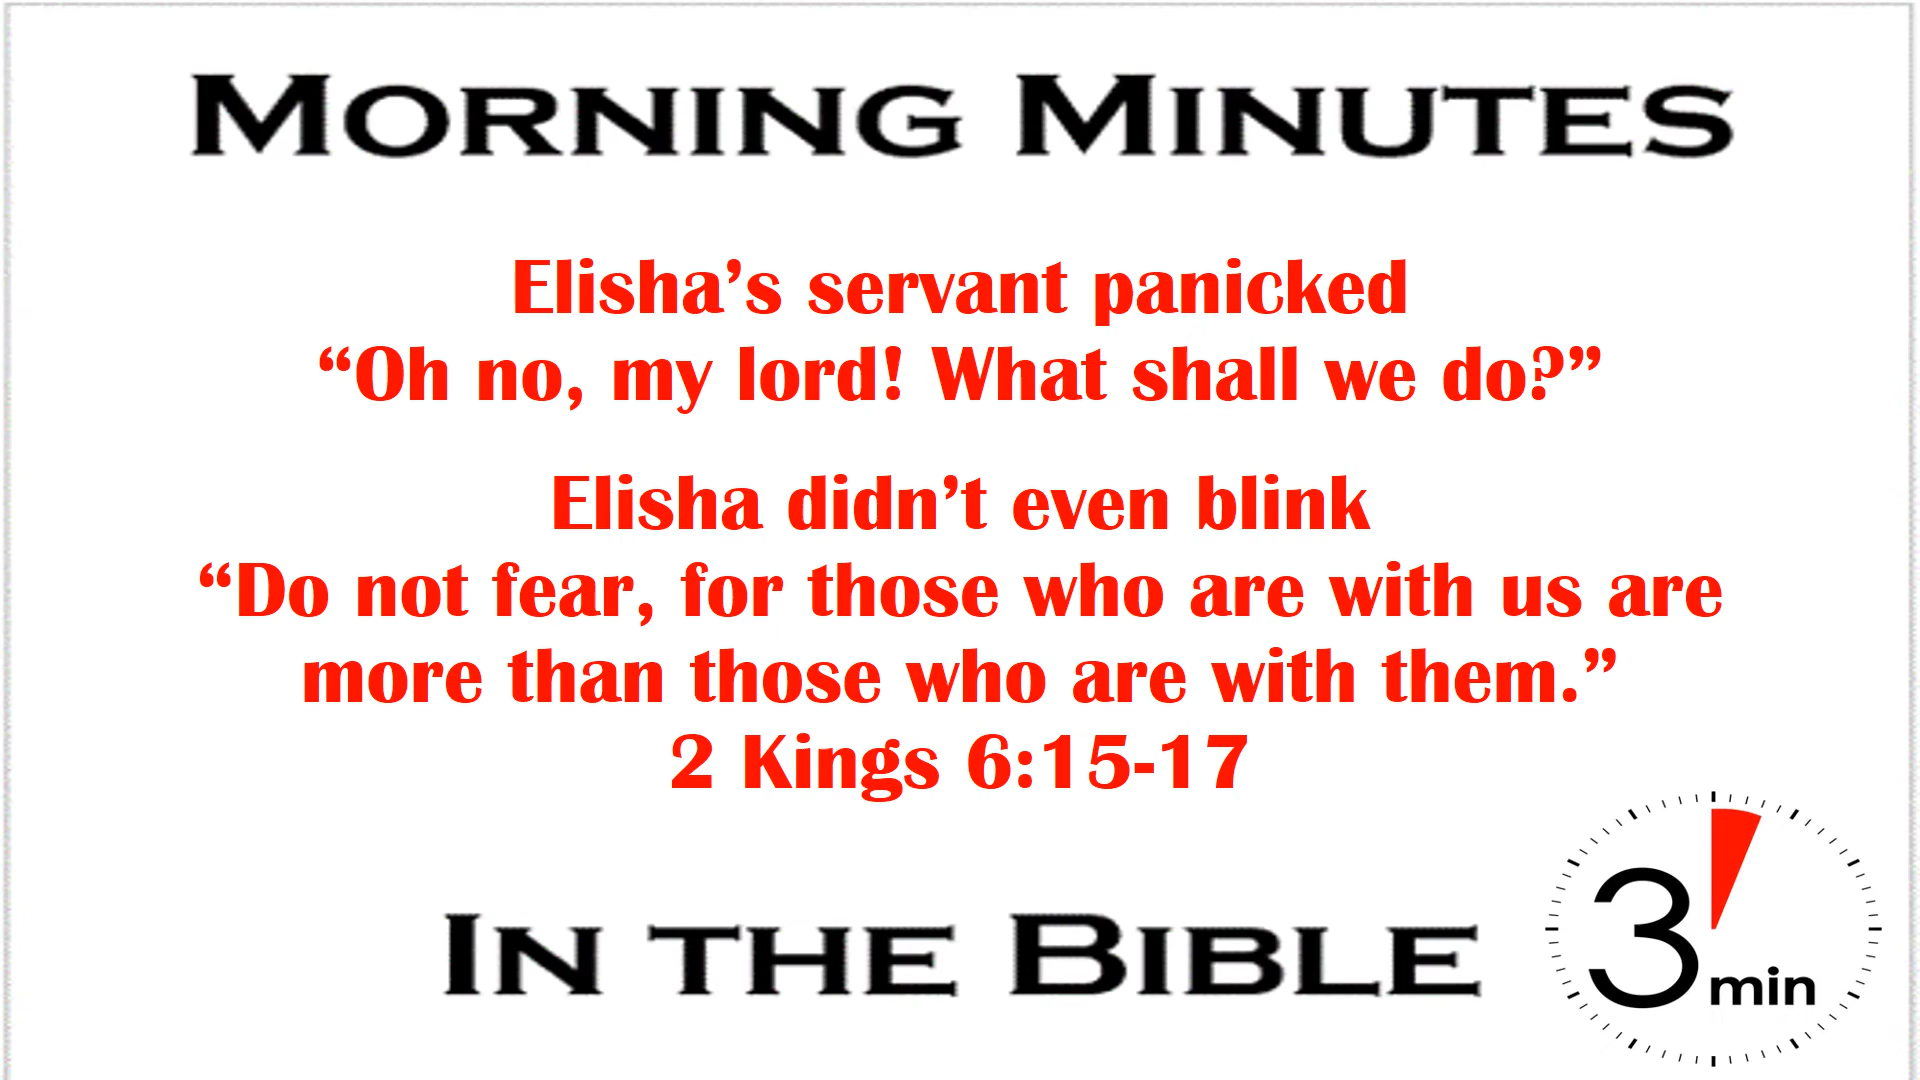 MORNING MINUTES
Elisha’s servant panicked
“Oh no, my lord! What shall we do?”
Elisha didn’t even blink
“Do not fear, for those who are with us are
more than those who are with them.”
2 Kings 6:15-17
IN THE BIBLE
3 min